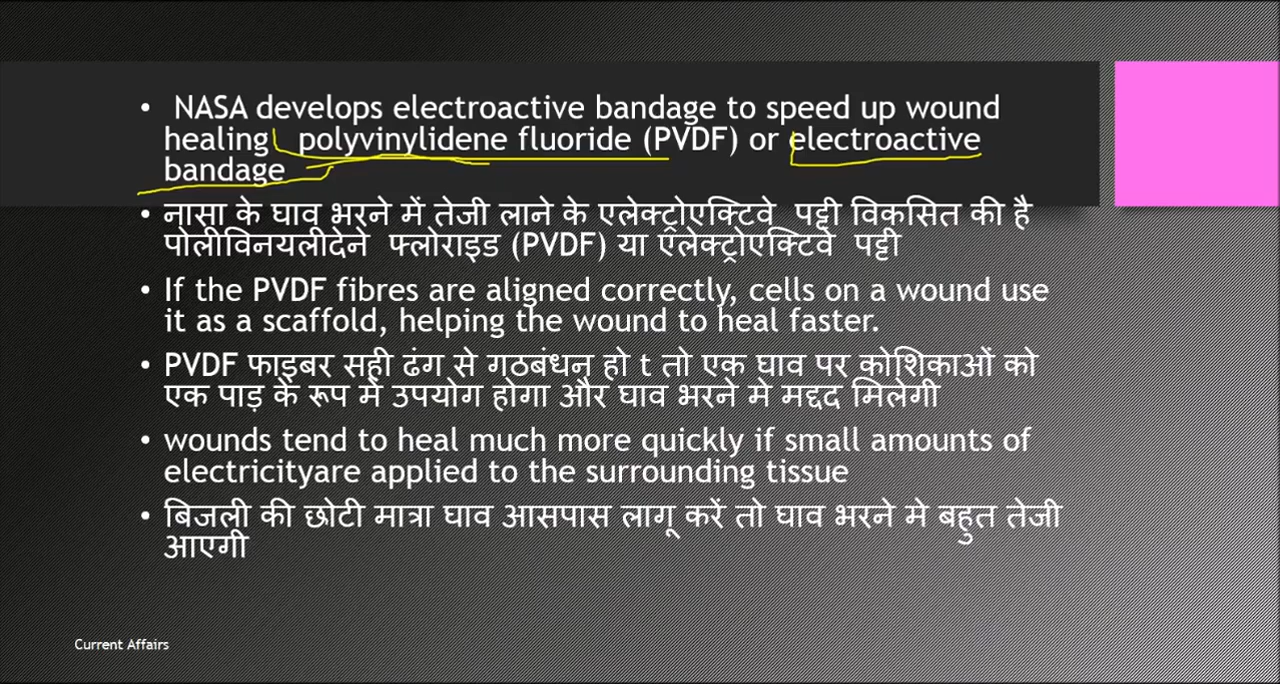 • NASA develops electroactive bandage to speed up wound
healing polyvinylidene fluoride (PVDF) or electroactive
bandage
• नासा के घाव भरने में तेजी लाने के एलेक्ट्रोएक्टिवे पट्टी विकसित की है
पोलीविनयलीदेने फ्लोराइड (PVDF) या एलेक्ट्रोएक्टिवे पट्टी
• If the PVDF fibres are aligned correctly, cells on a wound use
it as a scaffold, helping the wound to heal faster.
• PVDF फाइबर सही ढंग से गठबंधन हो t तो एक घाव पर कोशिकाओं को
एक पाड़ के रूप मे उपयोग होगा और घाव भरने मे मद्दद मिलेगी
• wounds tend to heal much more quickly if small amounts of
electricityare applied to the surrounding tissue
• बिजली की छोटी मात्रा घाव आसपास लागू करें तो घाव भरने मे बहुत तेजी
आएगी
Current Affairs